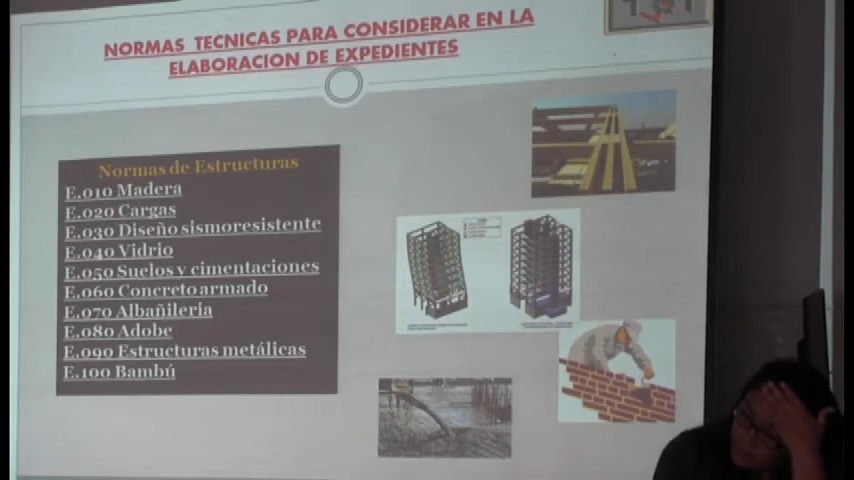 NORMAS TECNICAS PARA CONSIDERAR EN LA
ELABORACION DE EXPEDIENTES
Normas de Estructuras
E.010 Madera
E.020 Cargas
E.030 Diseño sismoresistente
E.040 Vidrio
E.050 Suelos y cimentaciones
E.060 Concreto armado
E.070 Albañileria
E.080 Adobe
E.090 Estructuras metálicas
E.100 Bambú